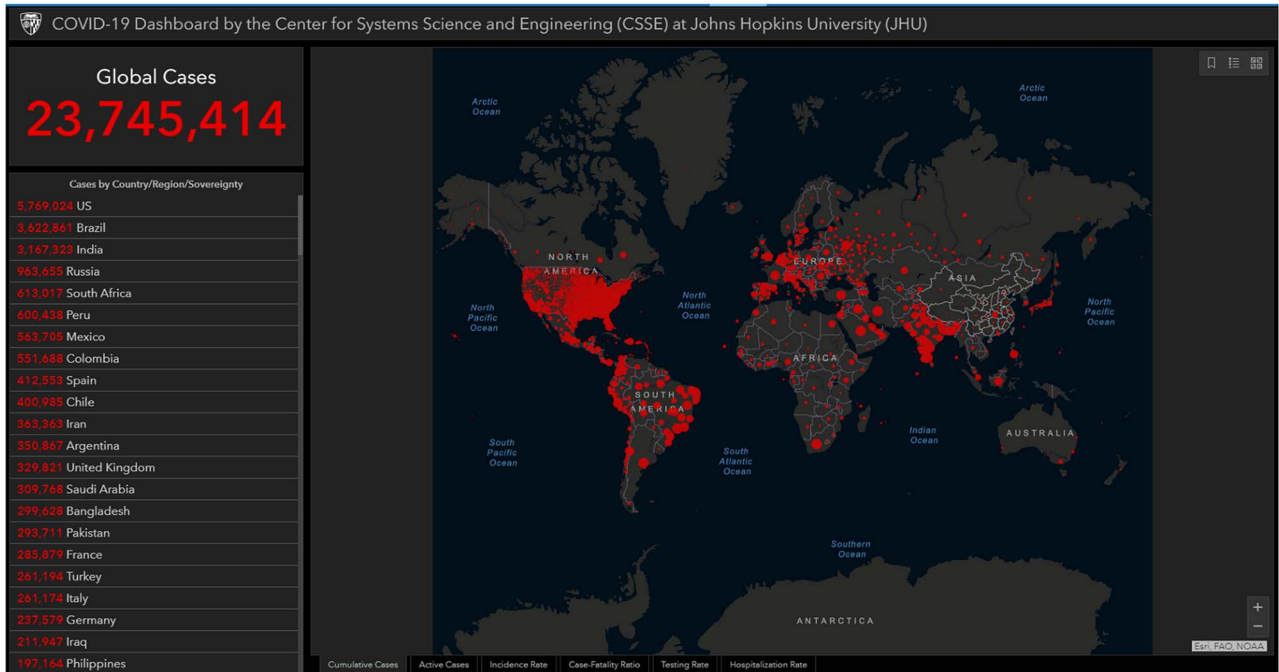 COVID-19 Dashboard by the Center for Systems Science and Engineering (CSSE) at Johns Hopkins University (JHU)
Global Cases
23,745,414
Cases by Country/Region/Sovereignty
5,769,024 US
3,622,861 Brazil
3,167,323 India
963,655 Russia
613,017 South Africa
600,438 Peru
563,705 Mexico
551,688 Colombia
412,553 Spain
400,985 Chile
363,363 Iran
350,867 Argentina
329,821 United Kingdom
309,768 Saudi Arabia
299,628 Bangladesh
293,711 Pakistan
285,879 France
261,194 Turkey
261,174 Italy
237,579 Germany
211,947 Iraq
197,164 Philippines
Arctic
Ocean
Arctic
Ocean
NORTH
AMERICA
EUROPE
ASIA
North
Pacific
Ocean
North
Atlantic
Ocean
North
Pacific
Ocean
AFRICA
SOUTH
AMERICA
Indian
Ocean
AUSTRALIA
South
Pacific
Ocean
South
Atlantic
Ocean
Southern
Ocean
ANTARCTICA
+
−
Esri, FAO, NOAA
Cumulative Cases
Active Cases
Incidence Rate
Case-Fatality Ratio
Testing Rate
Hospitalization Rate